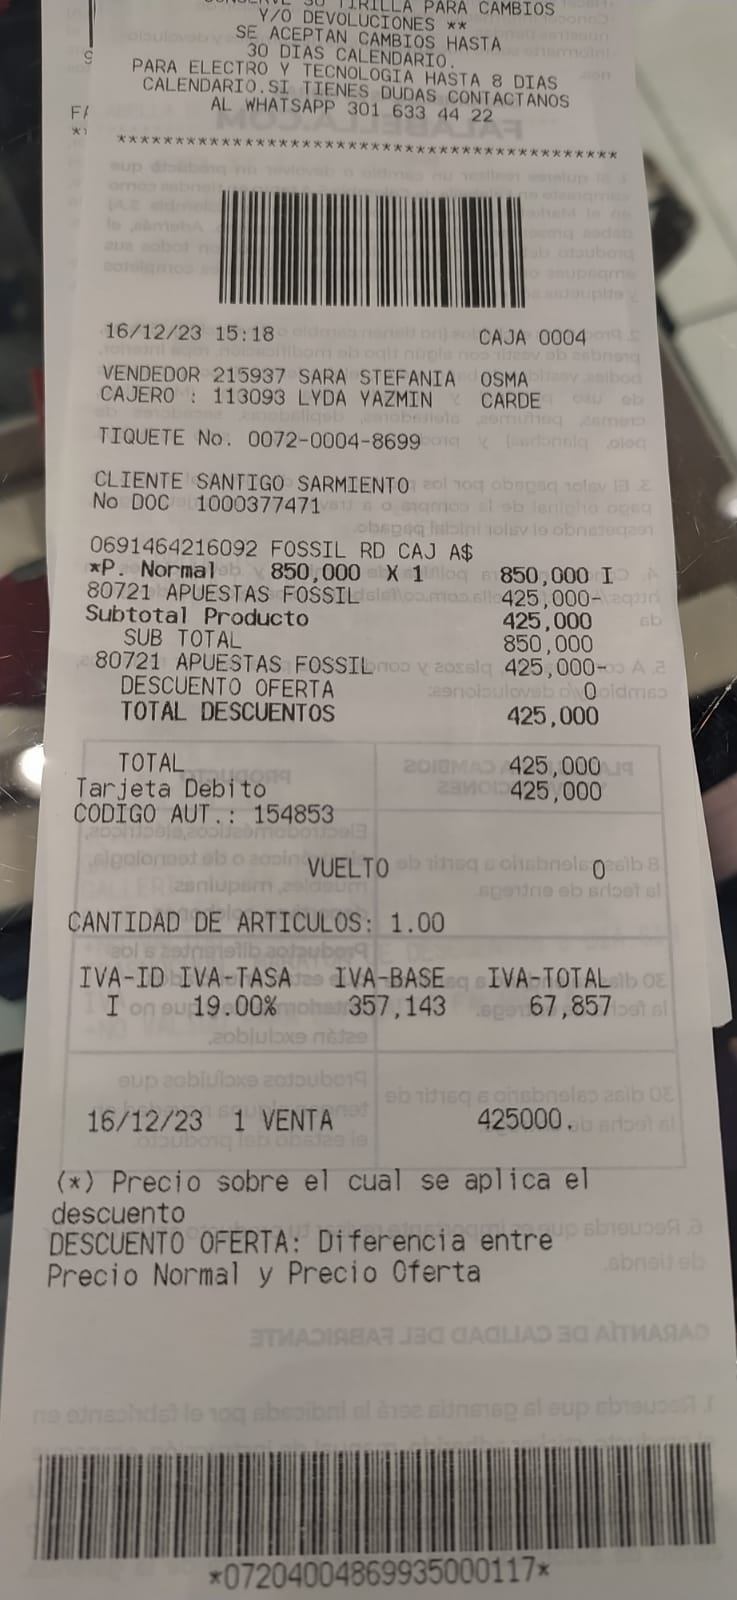 TIRILLA PARA CAMBIOS
Y/O DEVOLUCIONES **
SE ACEPTAN CAMBIOS HASTA
30 DIAS CALENDARIO.
PARA ELECTRO Y TECNOLOGIA HASTA 8 DIAS
CALENDARIO.SI TIENES DUDAS CONTACTANOS
AL WHATSAPP 301 633 44 22
*******************************************
16/12/23 15:18 CAJA 0004
VENDEDOR 215937 SARA STEFANIA OSMA
CAJERO : 113093 LYDA YAZMIN CARDE
TIQUETE No. 0072-0004-8699
CLIENTE SANTIGO SARMIENTO
No DOC 1000377471
0691464216092 FOSSIL RD CAJ A$
*P. Normal 850,000 X 1 850,000 I
80721 APUESTAS FOSSIL 425,000-
Subtotal Producto 425,000
SUB TOTAL 850,000
80721 APUESTAS FOSSIL 425,000-
DESCUENTO OFERTA 0
TOTAL DESCUENTOS 425,000
TOTAL 425,000
Tarjeta Debito 425,000
CODIGO AUT.: 154853
VUELTO 0
CANTIDAD DE ARTICULOS: 1.00
IVA-ID IVA-TASA IVA-BASE IVA-TOTAL
I 19.00% 357,143 67,857
16/12/23 1 VENTA 425000.
(*) Precio sobre el cual se aplica el
descuento
DESCUENTO OFERTA: Diferencia entre
Precio Normal y Precio Oferta
*07204004869935000117*